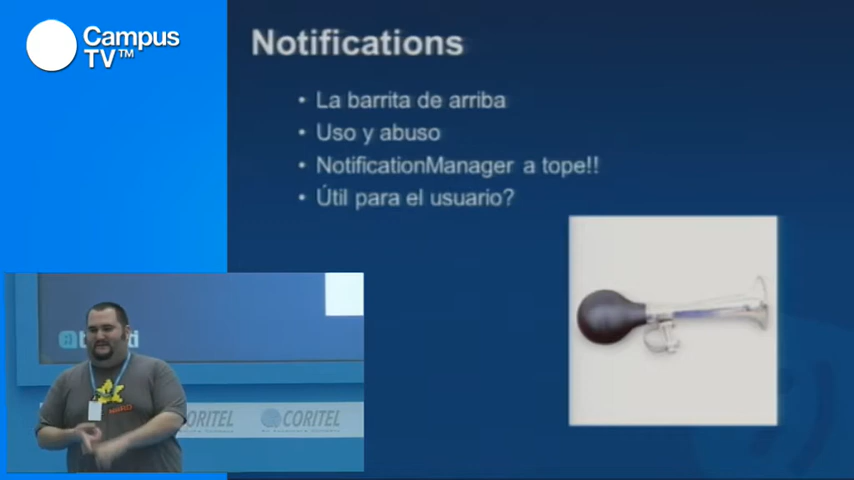 Campus
TV™
Notifications
• La barrita de arriba
• Uso y abuso
• NotificationManager a tope!!
• Útil para el usuario?
CORITEL
CORITEL